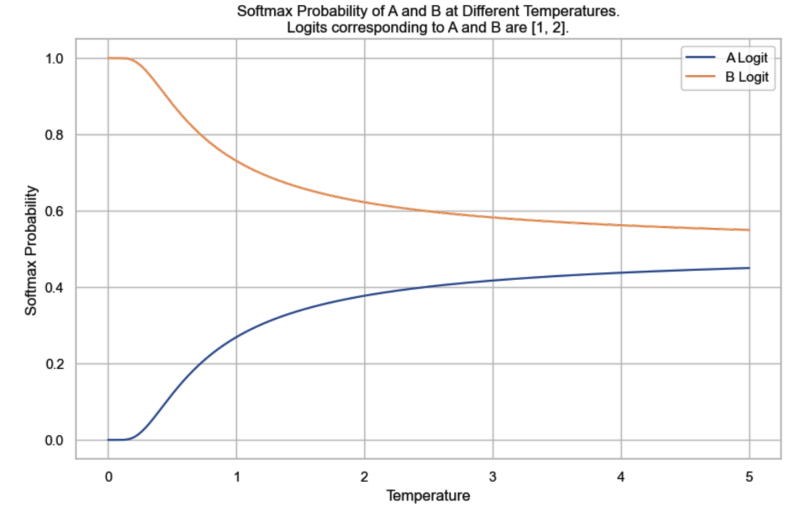 Softmax Probability of A and B at Different Temperatures.
Logits corresponding to A and B are [1, 2].
A Logit
B Logit
1.0
0.8
0.6
0.4
0.2
0.0
Softmax Probability
0 1 2 3 4 5
Temperature